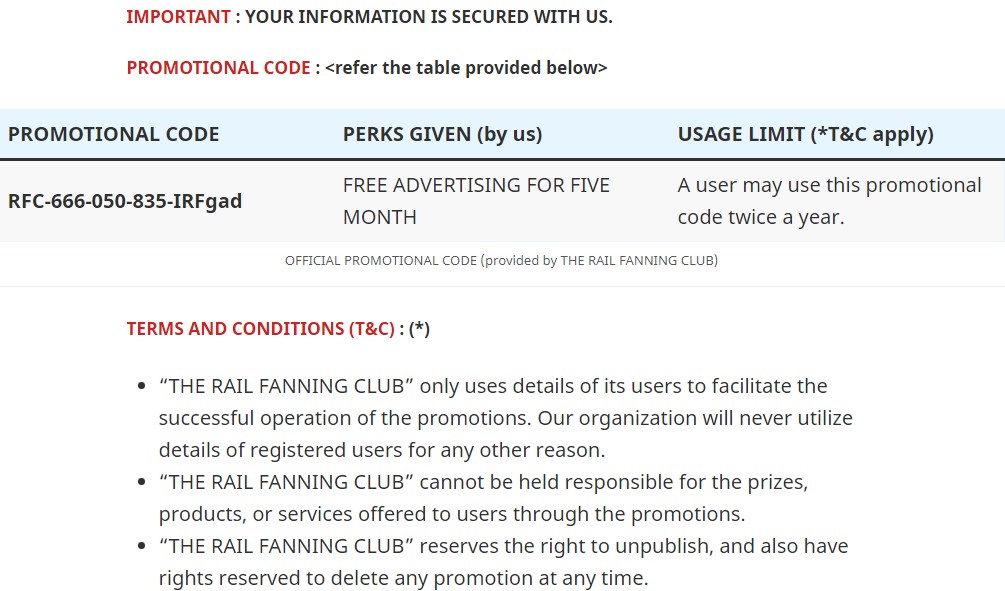 IMPORTANT : YOUR INFORMATION IS SECURED WITH US.
PROMOTIONAL CODE : <refer the table provided below>
PROMOTIONAL CODE PERKS GIVEN (by us) USAGE LIMIT (*T&C apply)
RFC-666-050-835-IRFgad
FREE ADVERTISING FOR FIVE
MONTH
A user may use this promotional
code twice a year.
OFFICIAL PROMOTIONAL CODE (provided by THE RAIL FANNING CLUB)
TERMS AND CONDITIONS (T&C) : (*)
• “THE RAIL FANNING CLUB” only uses details of its users to facilitate the
successful operation of the promotions. Our organization will never utilize
details of registered users for any other reason.
• “THE RAIL FANNING CLUB” cannot be held responsible for the prizes,
products, or services offered to users through the promotions.
• “THE RAIL FANNING CLUB” reserves the right to unpublish, and also have
rights reserved to delete any promotion at any time.